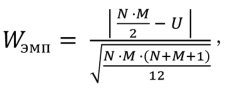 W_эмп = | (N·M)/2 − U | / √( (N·M·(N+M+1))/12 ) ,